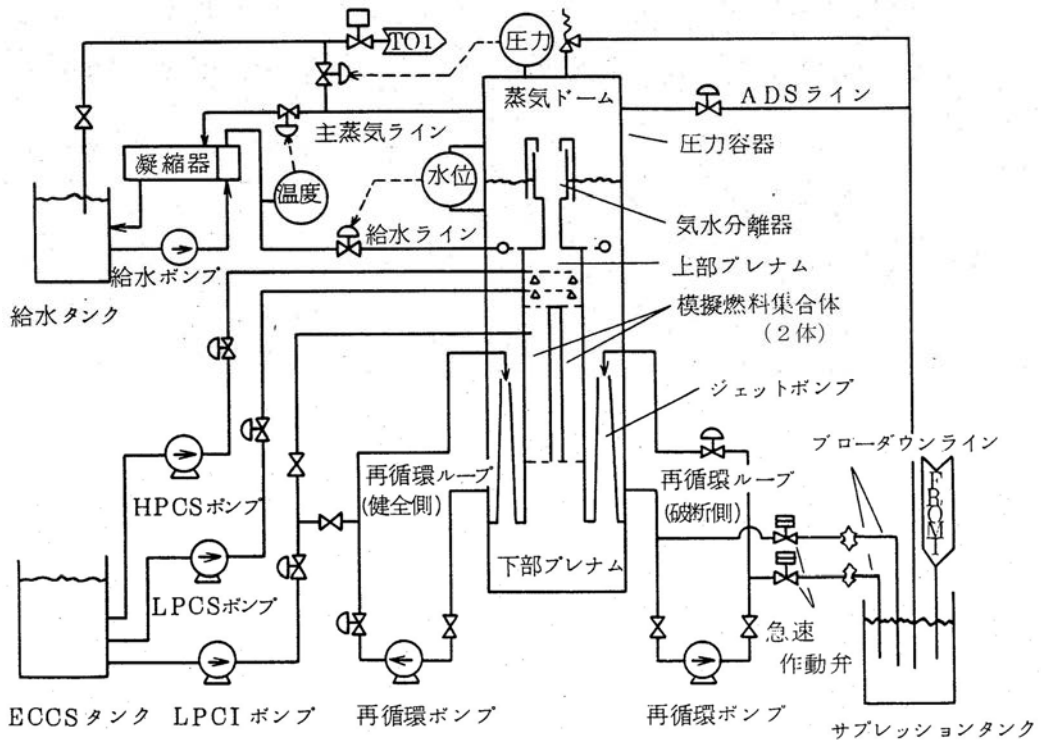 TO1
圧力
蒸気ドーム
ADSライン
主蒸気ライン
圧力容器
凝縮器
温度
水位
気水分離器
給水ライン
上部プレナム
給水ポンプ
給水タンク
模擬燃料集合体
(2体)
ジェットポンプ
ブローダウンライン
再循環ループ
(健全側)
再循環ループ
(破断側)
FROM1
HPCSポンプ
下部プレナム
LPCSポンプ
急速
作動弁
ECCSタンク
LPCIポンプ
再循環ポンプ
再循環ポンプ
サプレッションタンク